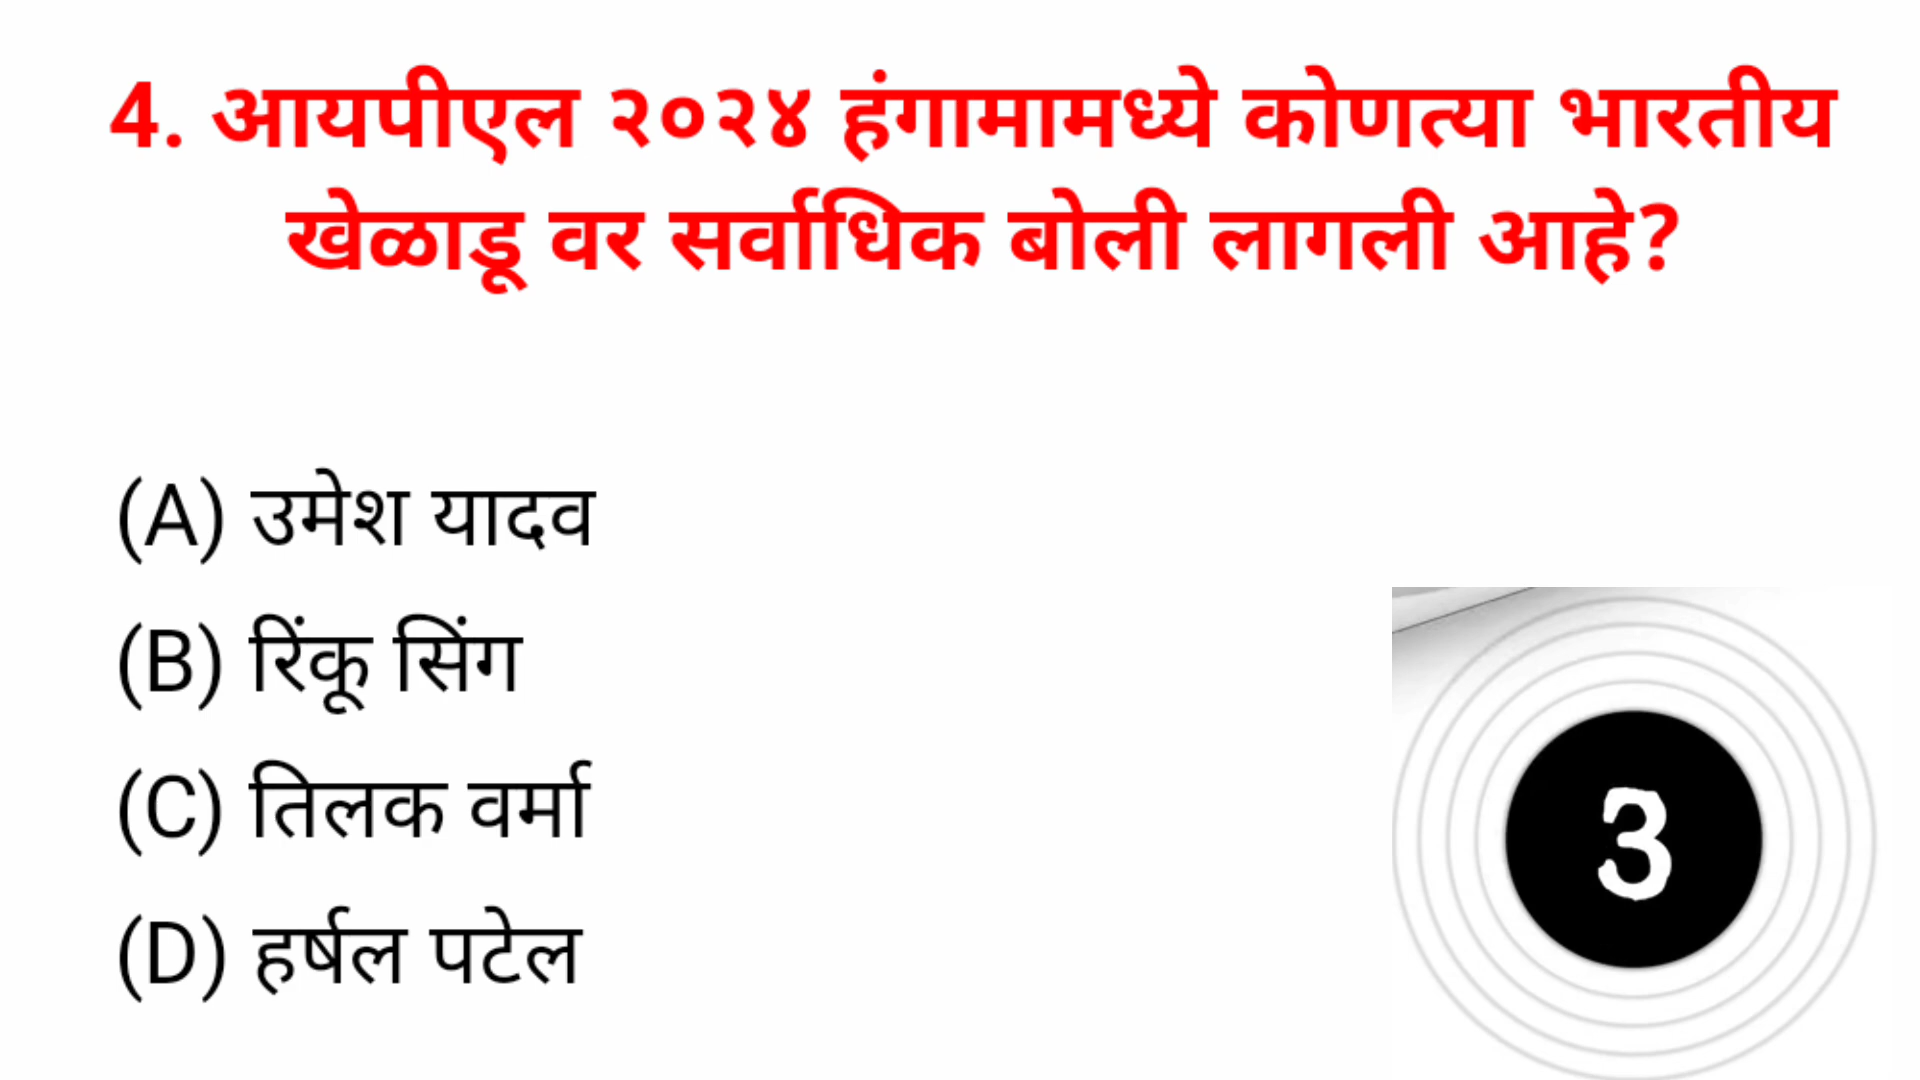 4. आयपीएल २०२४ हंगामामध्ये कोणत्या भारतीय
खेळाडू वर सर्वाधिक बोली लागली आहे?
(A) उमेश यादव
(B) रिंकू सिंग
(C) तिलक वर्मा
(D) हर्षल पटेल
3